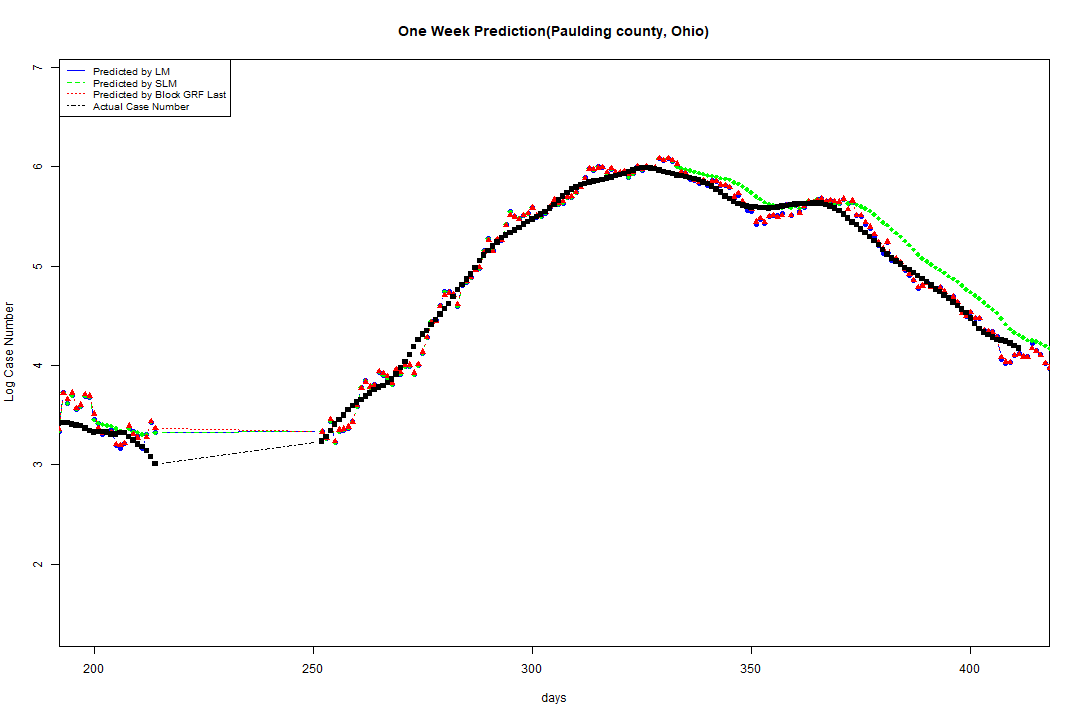 One Week Prediction(Paulding county, Ohio)
Predicted by LM
Predicted by SLM
Predicted by Block GRF Last
Actual Case Number
7
6
5
4
3
2
Log Case Number
200 250 300 350 400
days